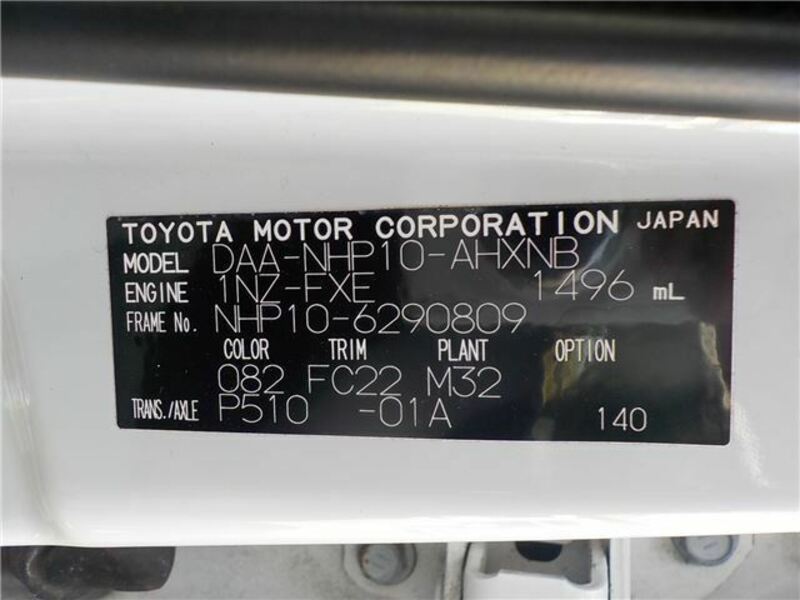 TOYOTA MOTOR CORPORATION JAPAN
MODEL DAA-NHP10-AHXNB
ENGINE 1NZ-FXE 1496 mL
FRAME No. NHP10-6290809
COLOR TRIM PLANT OPTION
082 FC22 M32
TRANS./AXLE P510 -01A 140